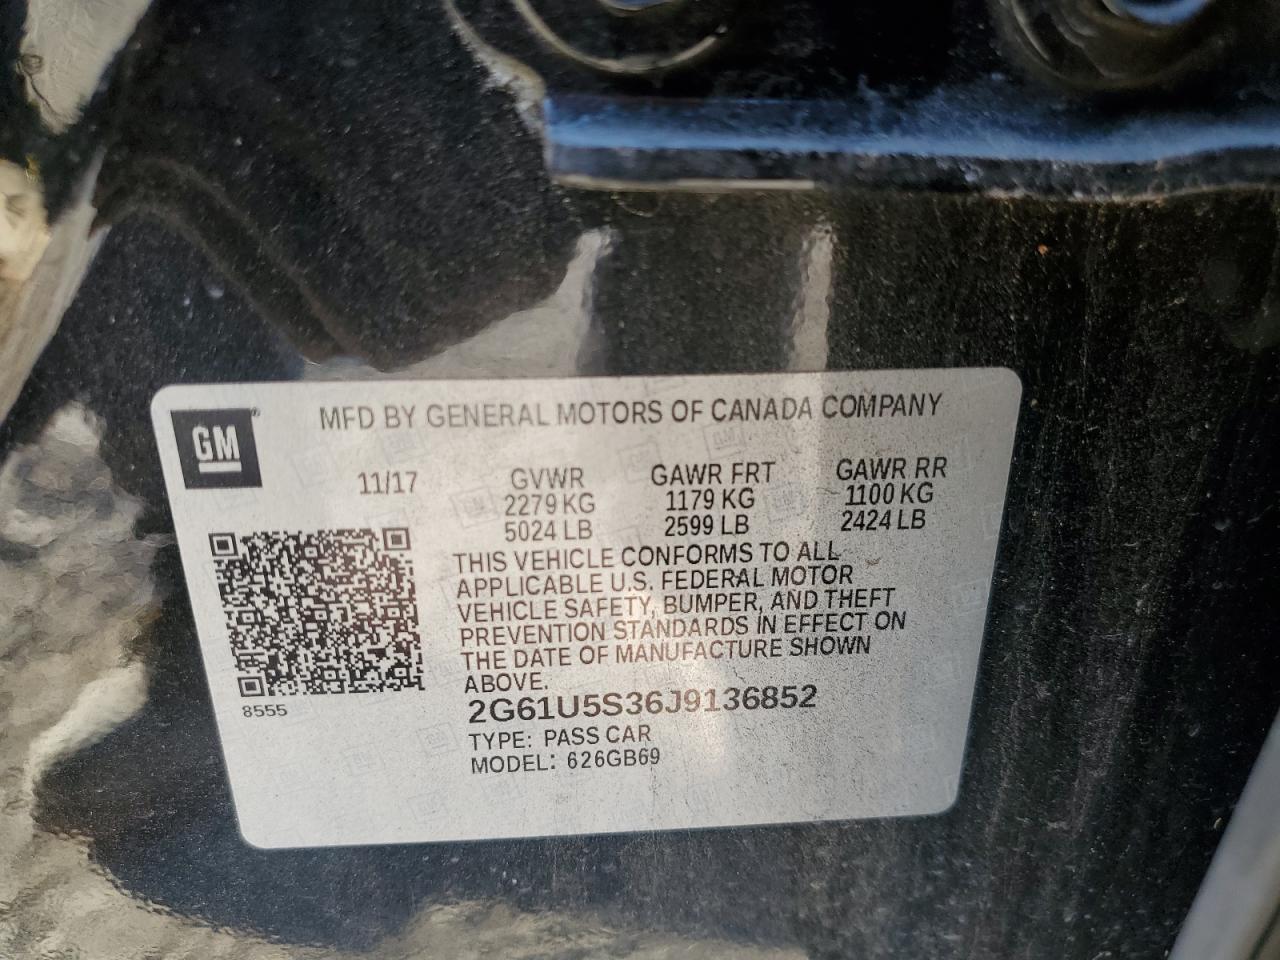 MFD BY GENERAL MOTORS OF CANADA COMPANY
GM®
11/17 GVWR GAWR FRT GAWR RR
2279 KG 1179 KG 1100 KG
5024 LB 2599 LB 2424 LB
THIS VEHICLE CONFORMS TO ALL
APPLICABLE U.S. FEDERAL MOTOR
VEHICLE SAFETY, BUMPER, AND THEFT
PREVENTION STANDARDS IN EFFECT ON
THE DATE OF MANUFACTURE SHOWN
ABOVE.
8555
2G61U5S36J9136852
TYPE: PASS CAR
MODEL: 626GB69